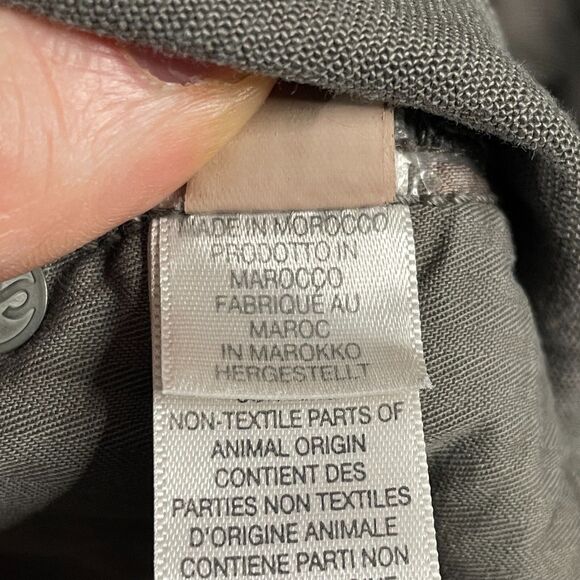 MADE IN MOROCCO
PRODOTTO IN
MAROCCO
FABRIQUÉ AU
MAROC
IN MAROKKO
HERGESTELLT
NON-TEXTILE PARTS OF
ANIMAL ORIGIN
CONTIENT DES
PARTIES NON TEXTILES
D'ORIGINE ANIMALE
CONTIENE PARTI NON